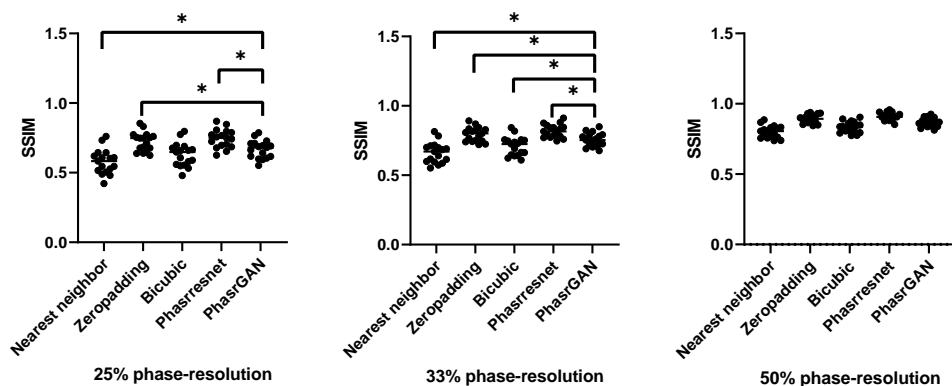 SSIM
1.5
1.0
0.5
0.0
*
*
*
Nearest neighbor
Zeropadding
Bicubic
Phasrresnet
PhasrGAN
25% phase-resolution
SSIM
1.5
1.0
0.5
0.0
*
*
*
*
Nearest neighbor
Zeropadding
Bicubic
Phasrresnet
PhasrGAN
33% phase-resolution
SSIM
1.5
1.0
0.5
0.0
Nearest neighbor
Zeropadding
Bicubic
Phasrresnet
PhasrGAN
50% phase-resolution